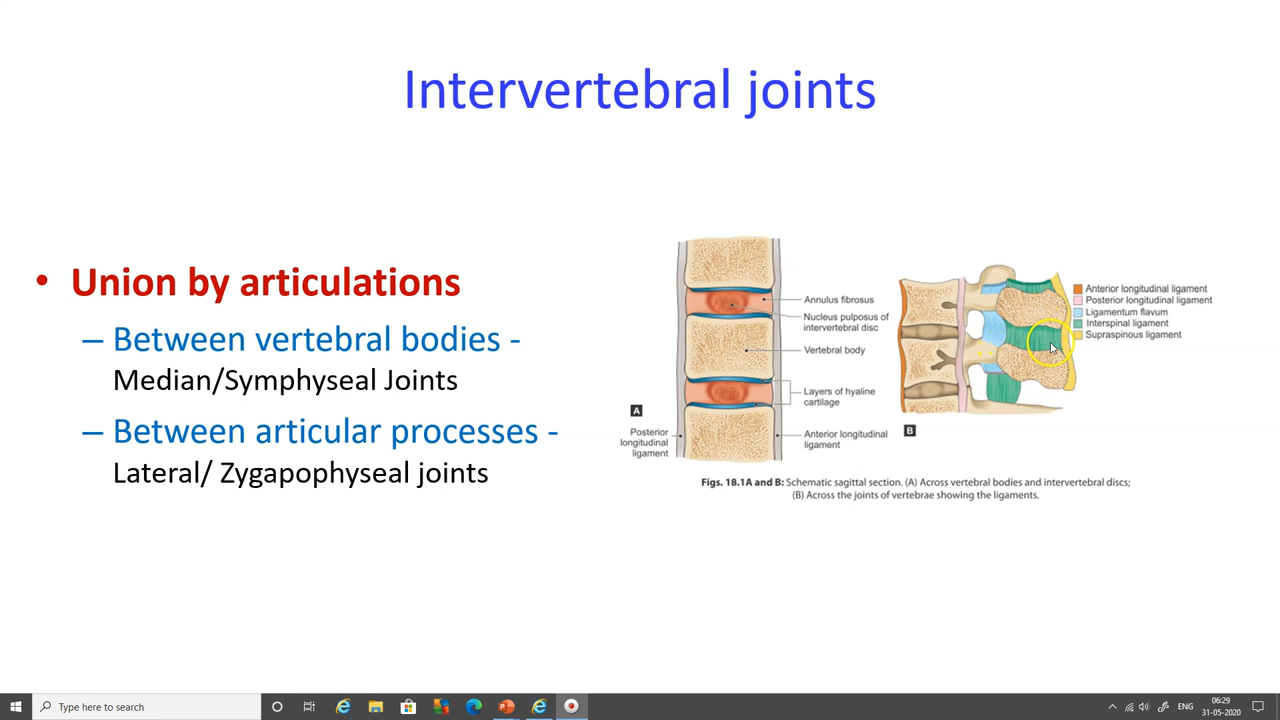 Intervertebral joints
• Union by articulations
– Between vertebral bodies -
Median/Symphyseal Joints
– Between articular processes -
Lateral/ Zygapophyseal joints
Annulus fibrosus
Nucleus pulposus of
intervertebral disc
Vertebral body
Layers of hyaline
cartilage
A
Posterior
longitudinal
ligament
Anterior longitudinal
ligament
Anterior longitudinal ligament
Posterior longitudinal ligament
Ligamentum flavum
Interspinal ligament
Supraspinous ligament
B
Figs. 18.1A and B: Schematic sagittal section. (A) Across vertebral bodies and intervertebral discs;
(B) Across the joints of vertebrae showing the ligaments.
Type here to search
ENG
06:29
31-05-2020